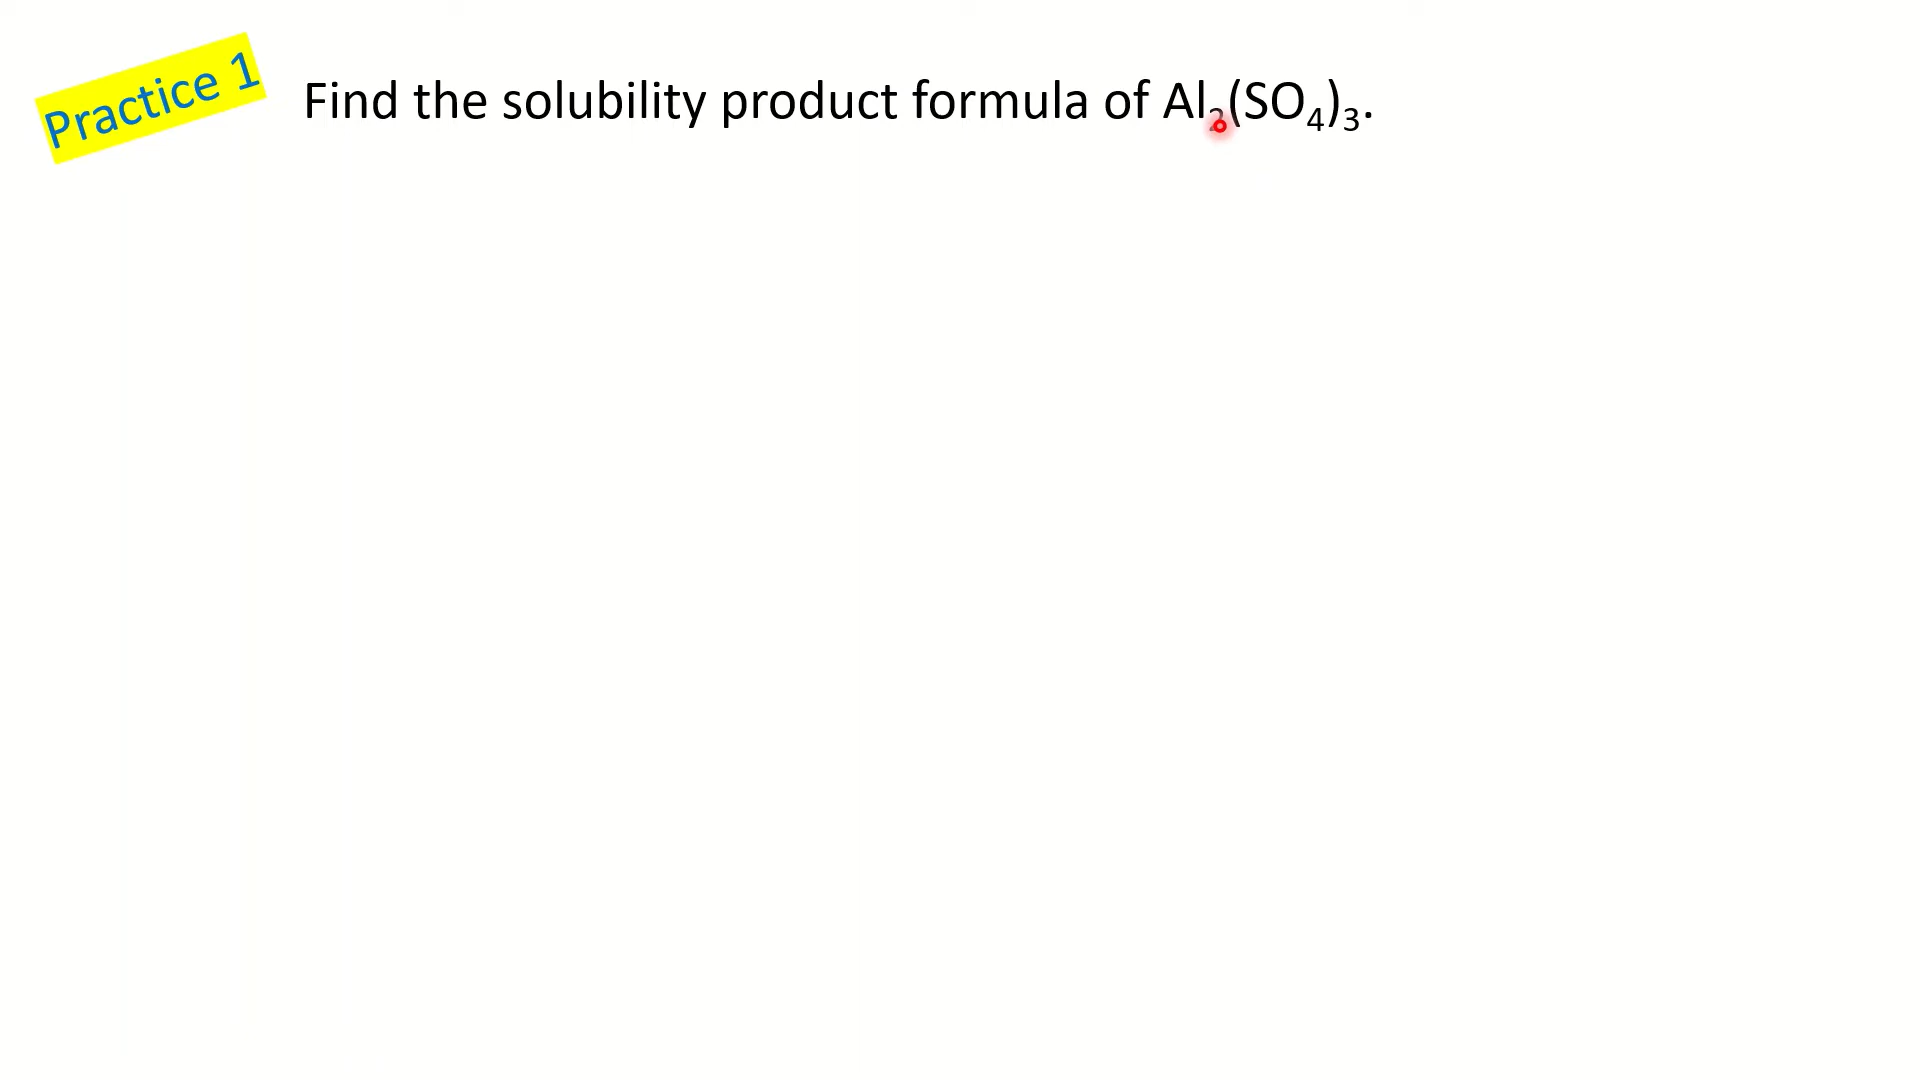 Practice 1
Find the solubility product formula of Al₂(SO₄)₃.